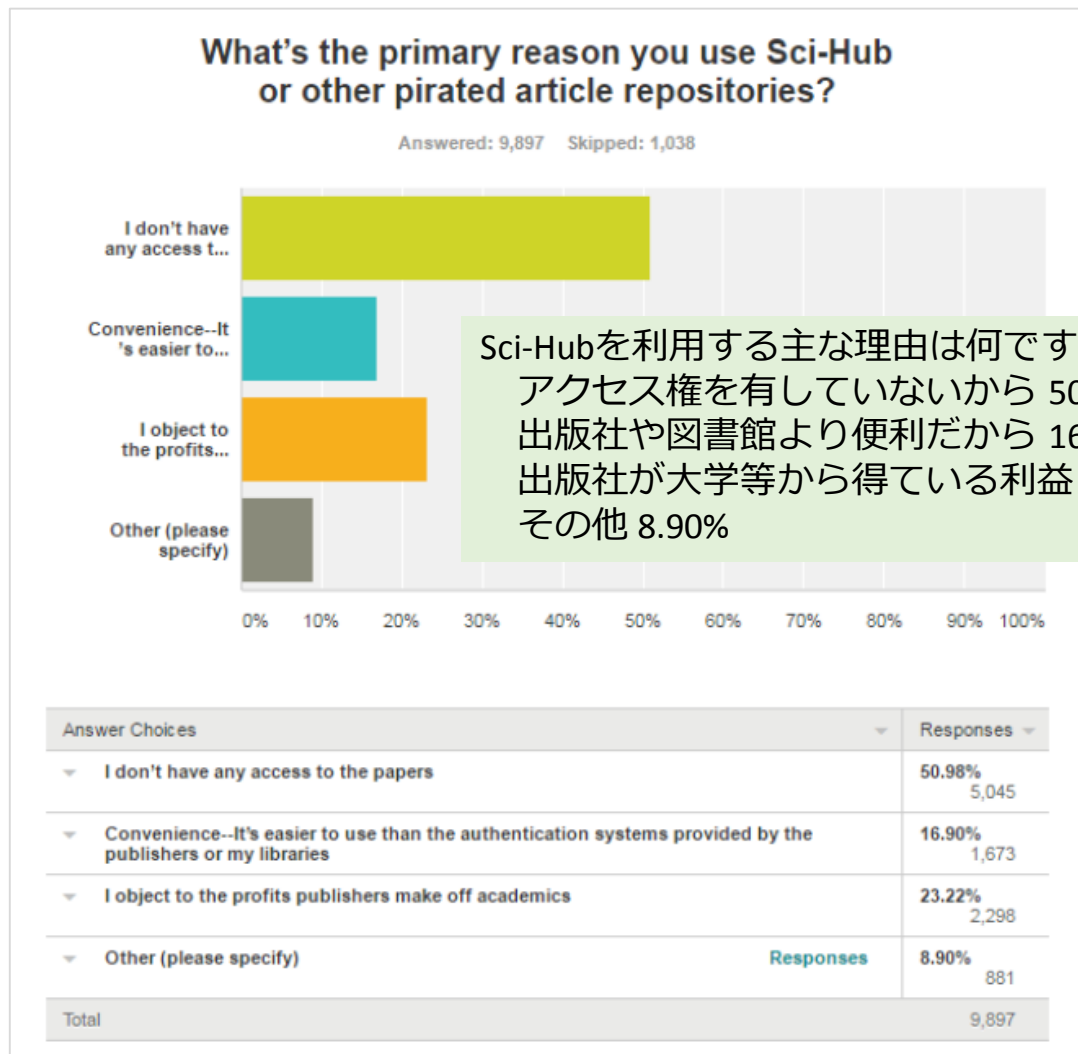 What's the primary reason you use Sci-Hub
or other pirated article repositories?
Answered: 9,897 Skipped: 1,038
I don't have
any access t...
Convenience--It
's easier to...
I object to
the profits...
Other (please
specify)
Sci-Hubを利用する主な理由は何です
アクセス権を有していないから 50
出版社や図書館より便利だから 16
出版社が大学等から得ている利益
その他 8.90%
0% 10% 20% 30% 40% 50% 60% 70% 80% 90% 100%
Answer Choices Responses
I don't have any access to the papers 50.98%
5,045
Convenience--It's easier to use than the authentication systems provided by the
publishers or my libraries
16.90%
1,673
I object to the profits publishers make off academics 23.22%
2,298
Other (please specify) Responses 8.90%
881
Total 9,897